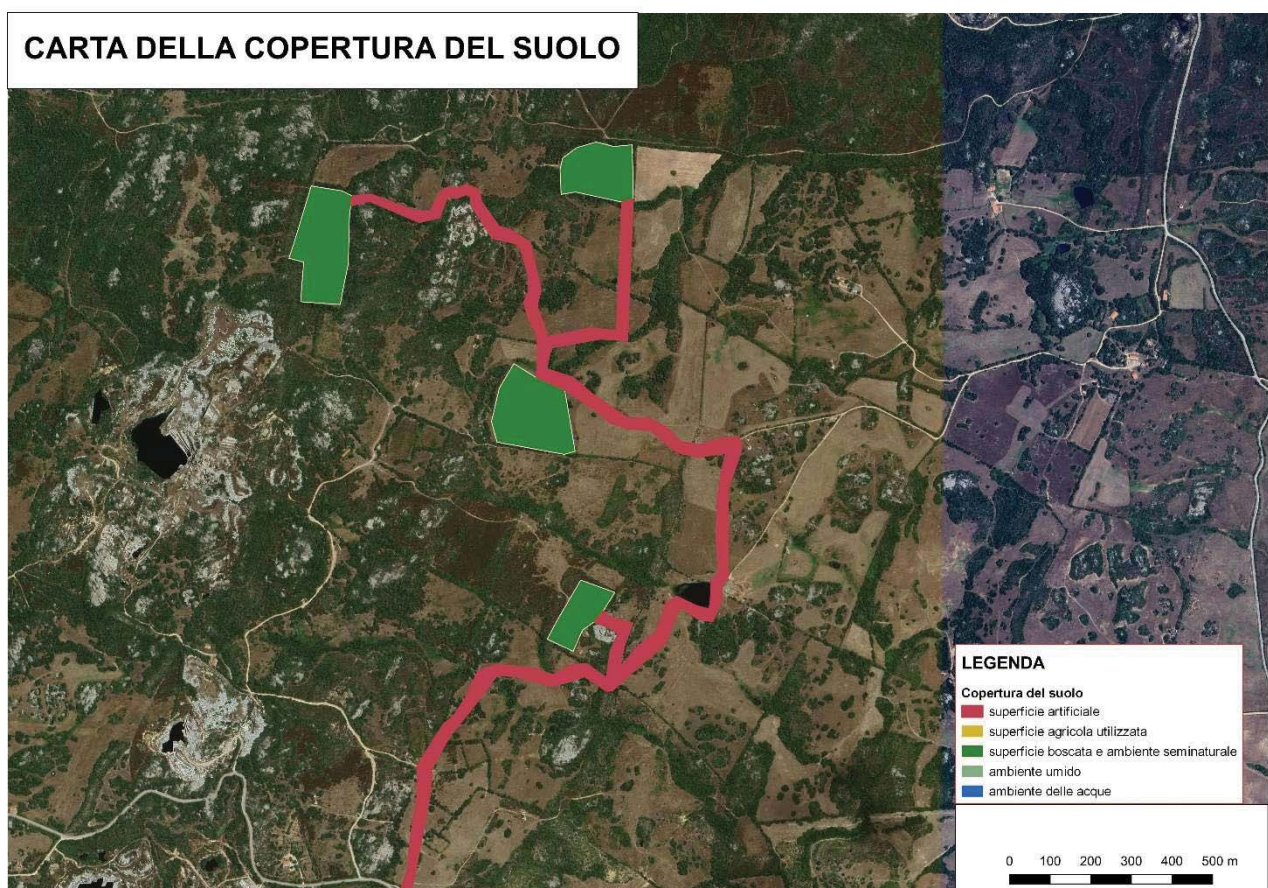 CARTA DELLA COPERTURA DEL SUOLO
LEGENDA
Copertura del suolo
superficie artificiale
superficie agricola utilizzata
superficie boscata e ambiente seminaturale
ambiente umido
ambiente delle acque
0 100 200 300 400 500 m